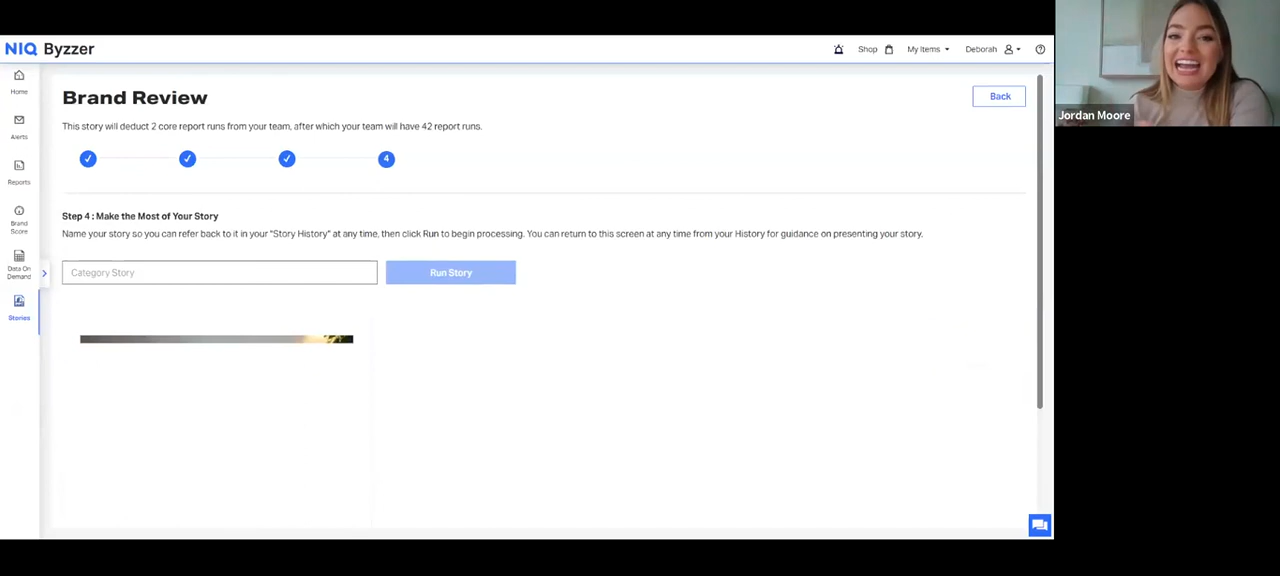 NIQ Byzzer
Shop
My Items
Deborah
Jordan Moore
Home
Alerts
Reports
Brand
Score
Data On
Demand
Stories
Brand Review
Back
This story will deduct 2 core report runs from your team, after which your team will have 42 report runs.
4
Step 4 : Make the Most of Your Story
Name your story so you can refer back to it in your "Story History" at any time, then click Run to begin processing. You can return to this screen at any time from your History for guidance on presenting your story.
Category Story
Run Story